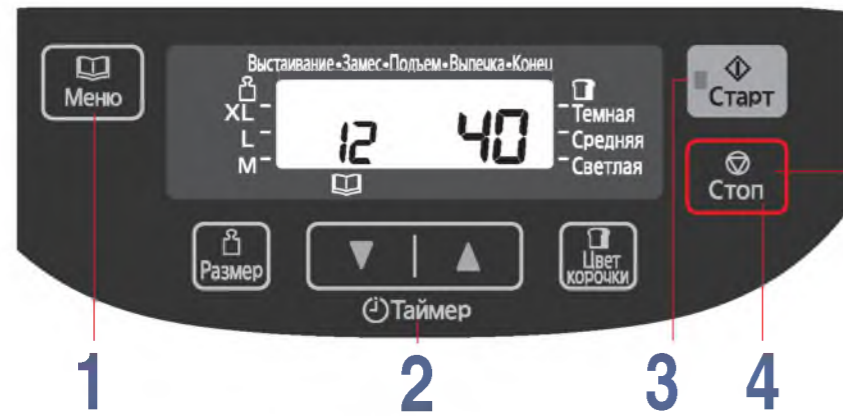 Выстаивание•Замес•Подъем•Выпечка•Конец
Меню
XL
L
M
12 40
Темная
Средняя
Светлая
Старт
Стоп
Размер
Таймер
Цвет
корочки
1
2
3
4